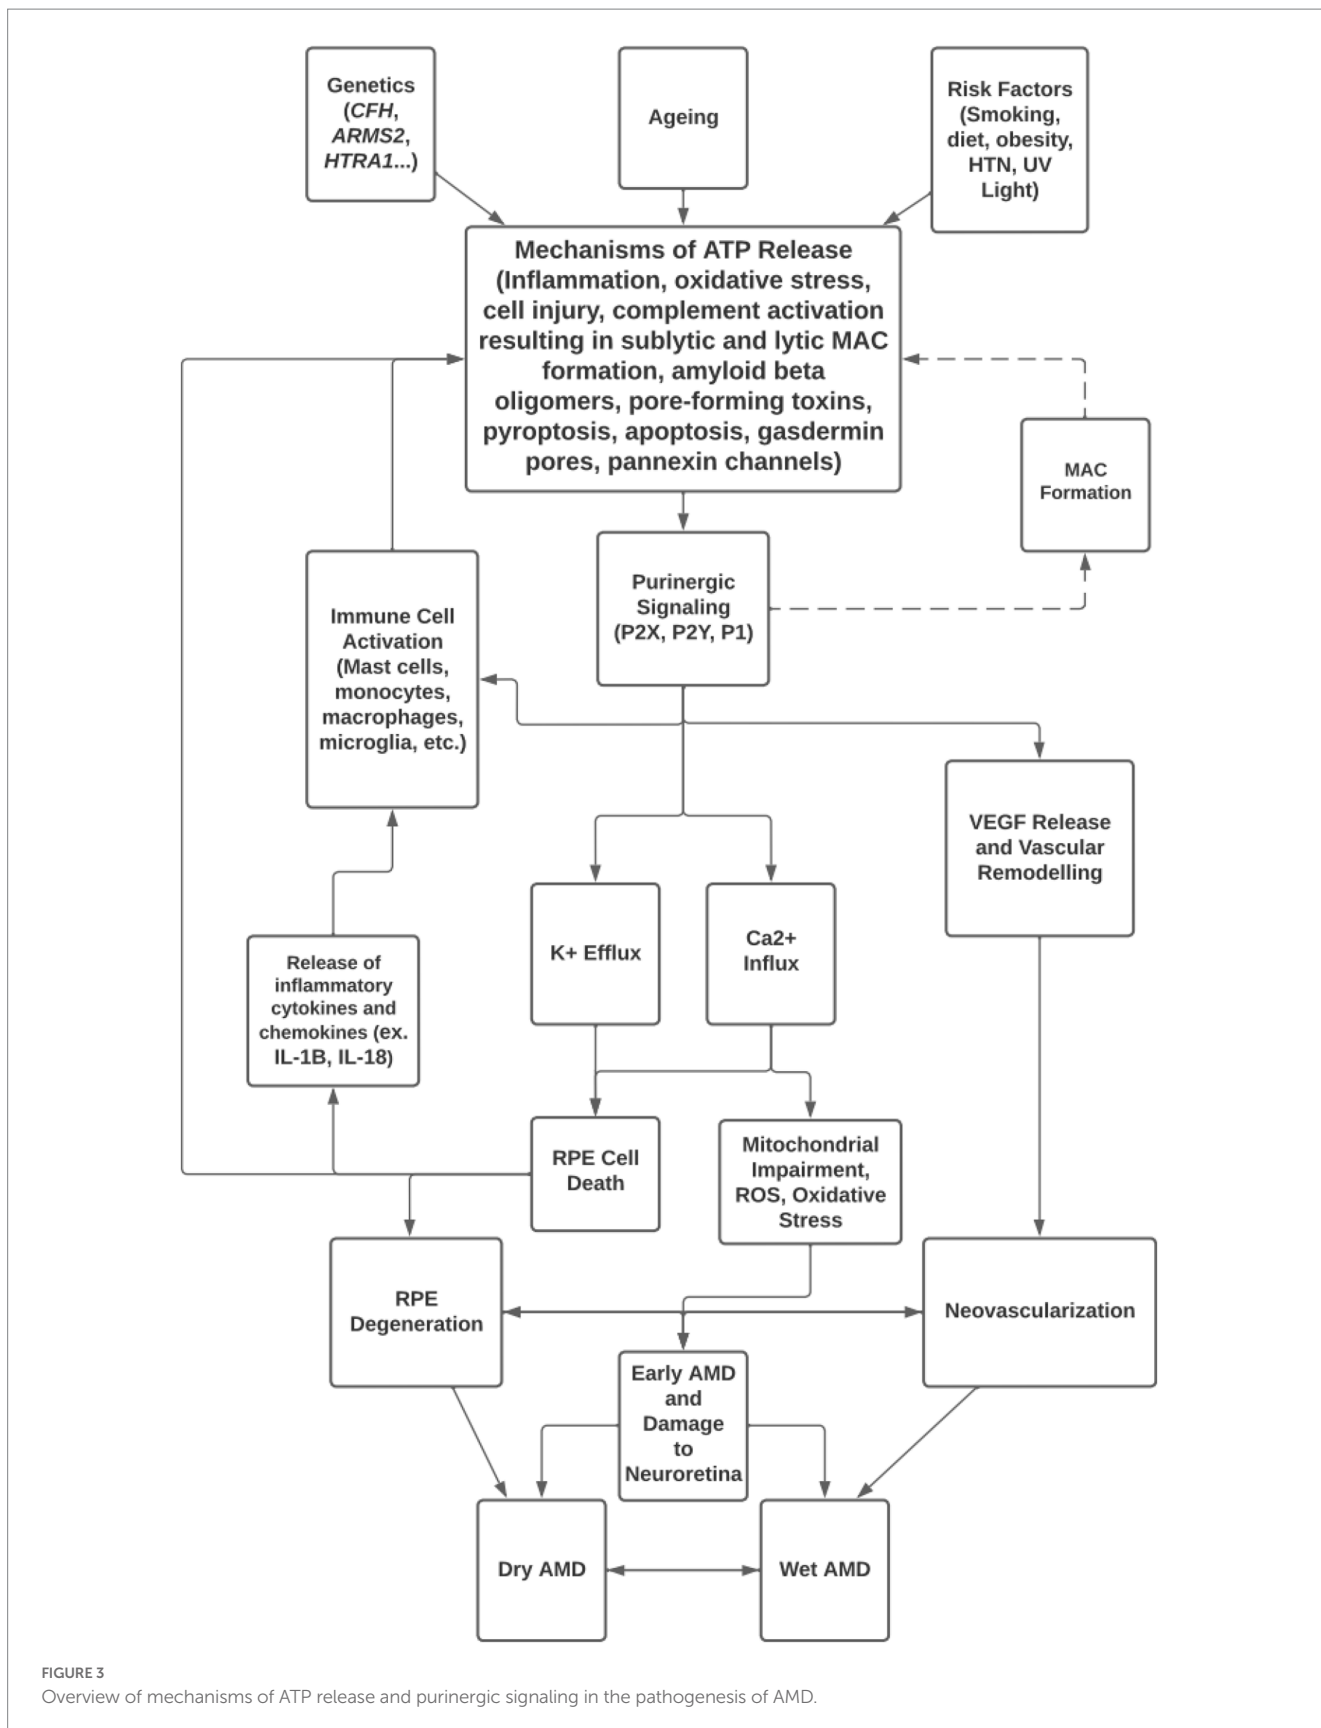 Genetics
(CFH,
ARMS2,
HTRA1...)
Ageing
Risk Factors
(Smoking,
diet, obesity,
HTN, UV
Light)
Mechanisms of ATP Release
(Inflammation, oxidative stress,
cell injury, complement activation
resulting in sublytic and lytic MAC
formation, amyloid beta
oligomers, pore-forming toxins,
pyroptosis, apoptosis, gasdermin
pores, pannexin channels)
MAC
Formation
Purinergic
Signaling
(P2X, P2Y, P1)
Immune Cell
Activation
(Mast cells,
monocytes,
macrophages,
microglia, etc.)
VEGF Release
and Vascular
Remodelling
K+ Efflux
Ca2+
Influx
Release of
inflammatory
cytokines and
chemokines (ex.
IL-1B, IL-18)
RPE Cell
Death
Mitochondrial
Impairment,
ROS, Oxidative
Stress
RPE
Degeneration
Neovascularization
Early AMD
and
Damage
to
Neuroretina
Dry AMD
Wet AMD
FIGURE 3
Overview of mechanisms of ATP release and purinergic signaling in the pathogenesis of AMD.